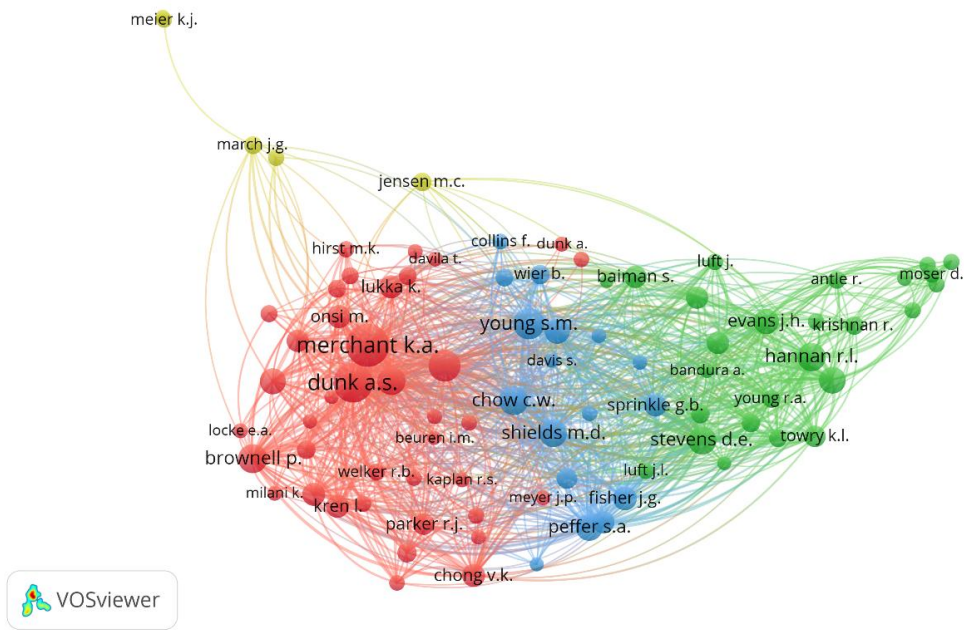 meier k.j.
march j.g.
jensen m.c.
collins f.
dunk a.
hirst m.k.
davila t.
luft j.
wier b.
baiman s.
antle r.
moser d.
lukka k.
onsi m.
young s.m.
evans j.h.
krishnan r.
merchant k.a.
davis s.
hannan r.l.
bandura a.
dunk a.s.
chow c.w.
sprinkle g.b.
young r.a.
locke e.a.
beuren i.m.
shields m.d.
stevens d.e.
towry k.l.
brownell p.
welker r.b.
kaplan r.s.
luft j.l.
milani k.
meyer j.p.
fisher j.g.
kren l.
parker r.j.
peffer s.a.
chong v.k.
VOSviewer